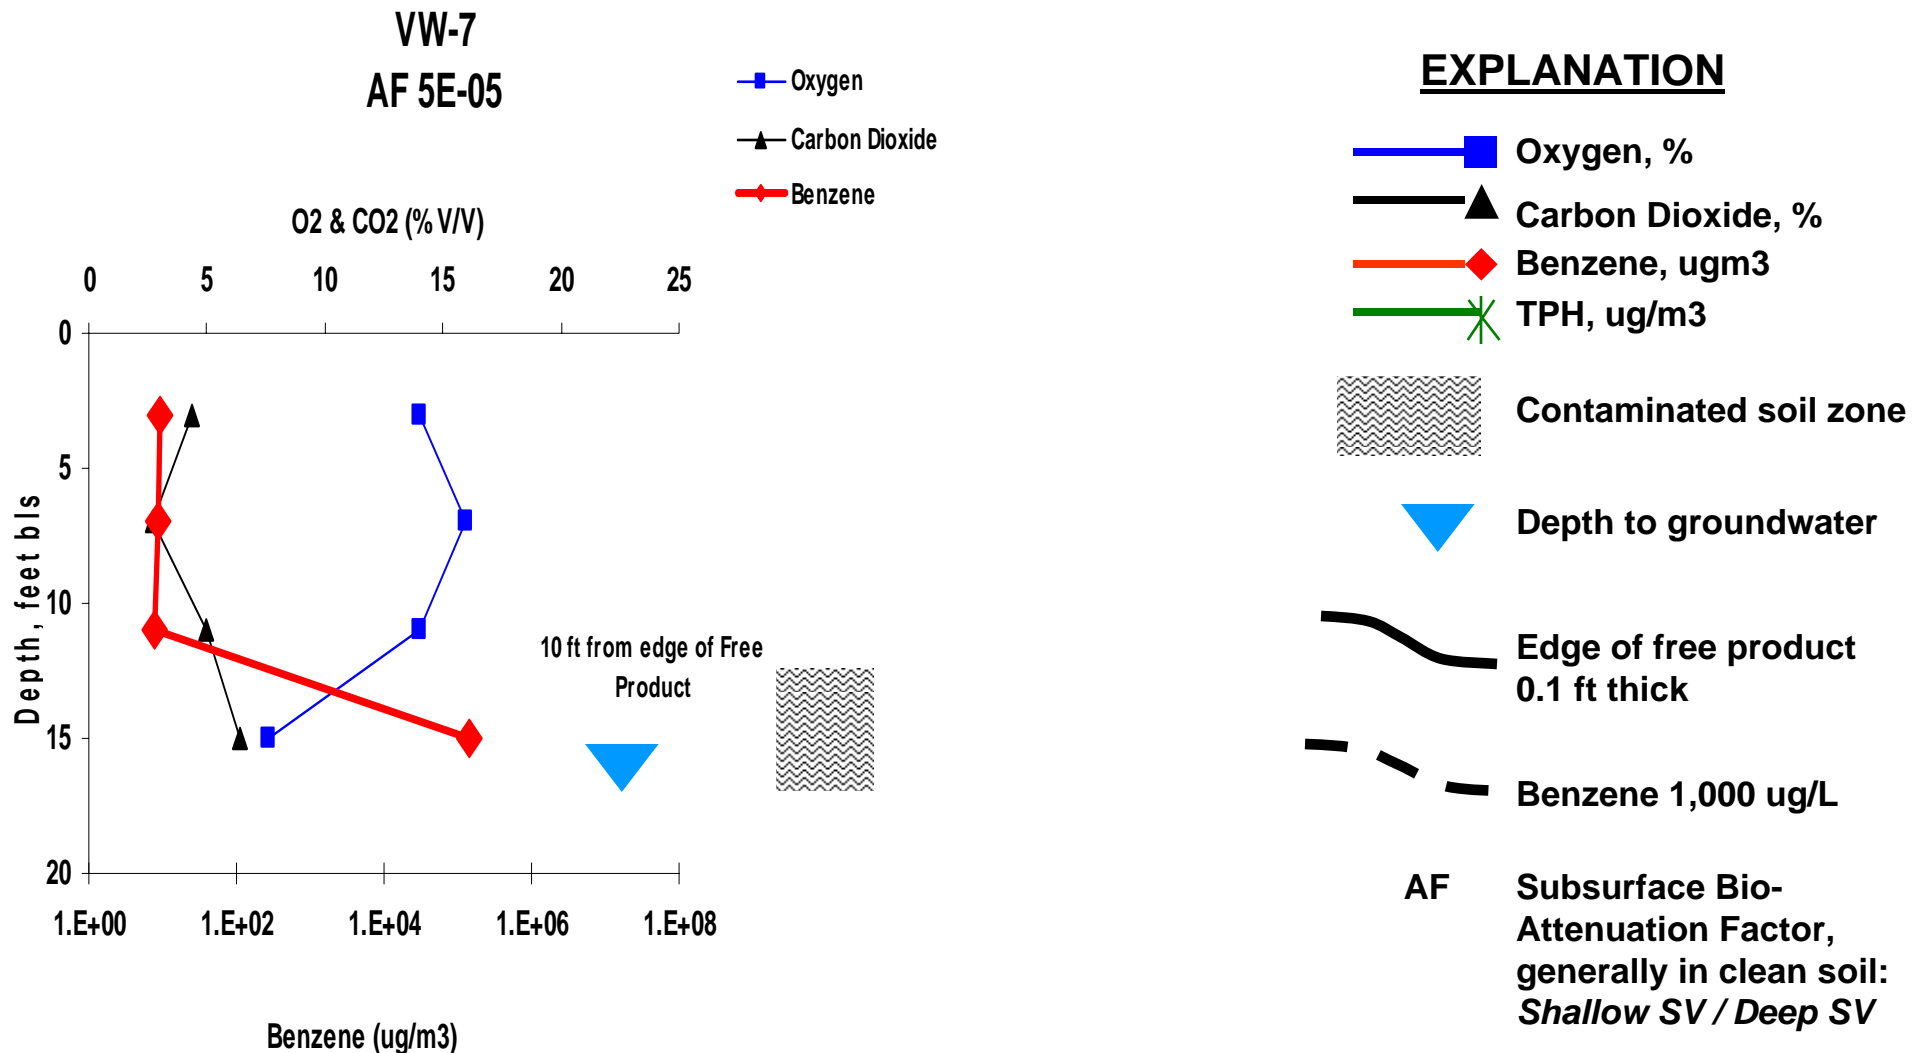 VW-7
AF 5E-05
Oxygen
Carbon Dioxide
Benzene
O2 & CO2 (% V/V)
0 5 10 15 20 25
0
5
10
15
20
Depth, feet bls
10 ft from edge of Free
Product
1.E+00 1.E+02 1.E+04 1.E+06 1.E+08
Benzene (ug/m3)
EXPLANATION
Oxygen, %
Carbon Dioxide, %
Benzene, ugm3
TPH, ug/m3
Contaminated soil zone
Depth to groundwater
Edge of free product
0.1 ft thick
Benzene 1,000 ug/L
AF Subsurface Bio-
Attenuation Factor,
generally in clean soil:
Shallow SV / Deep SV